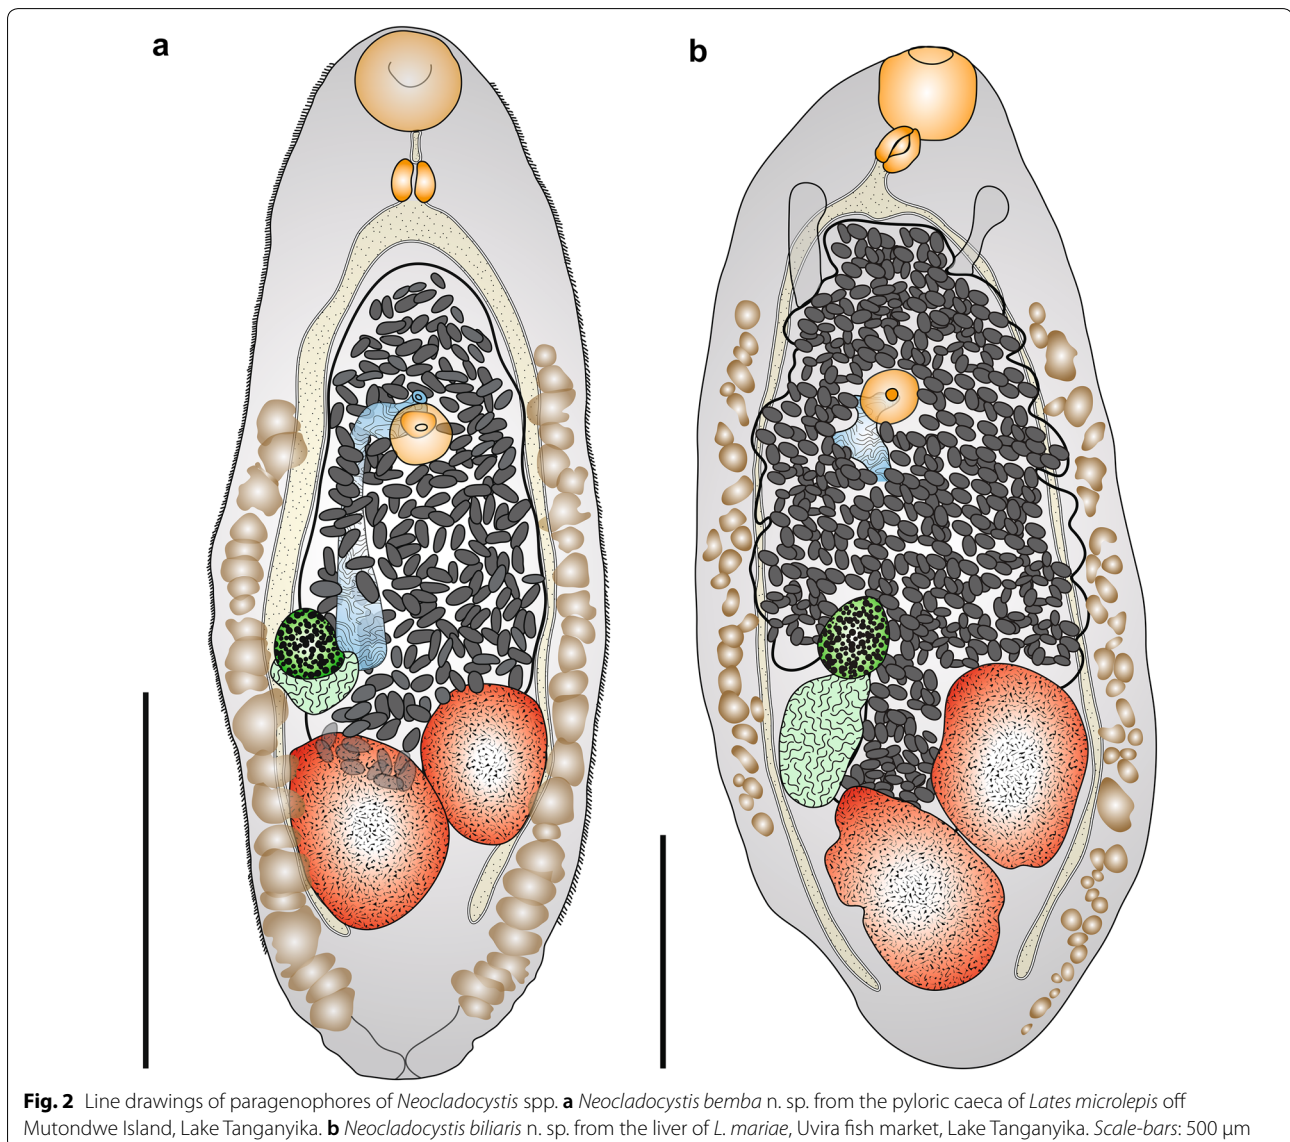 a
b
Fig. 2 Line drawings of paragenophores of Neocladocystis spp. a Neocladocystis bemba n. sp. from the pyloric caeca of Lates microlepis off
Mutondwe Island, Lake Tanganyika. b Neocladocystis biliaris n. sp. from the liver of L. mariae, Uvira fish market, Lake Tanganyika. Scale-bars: 500 μm